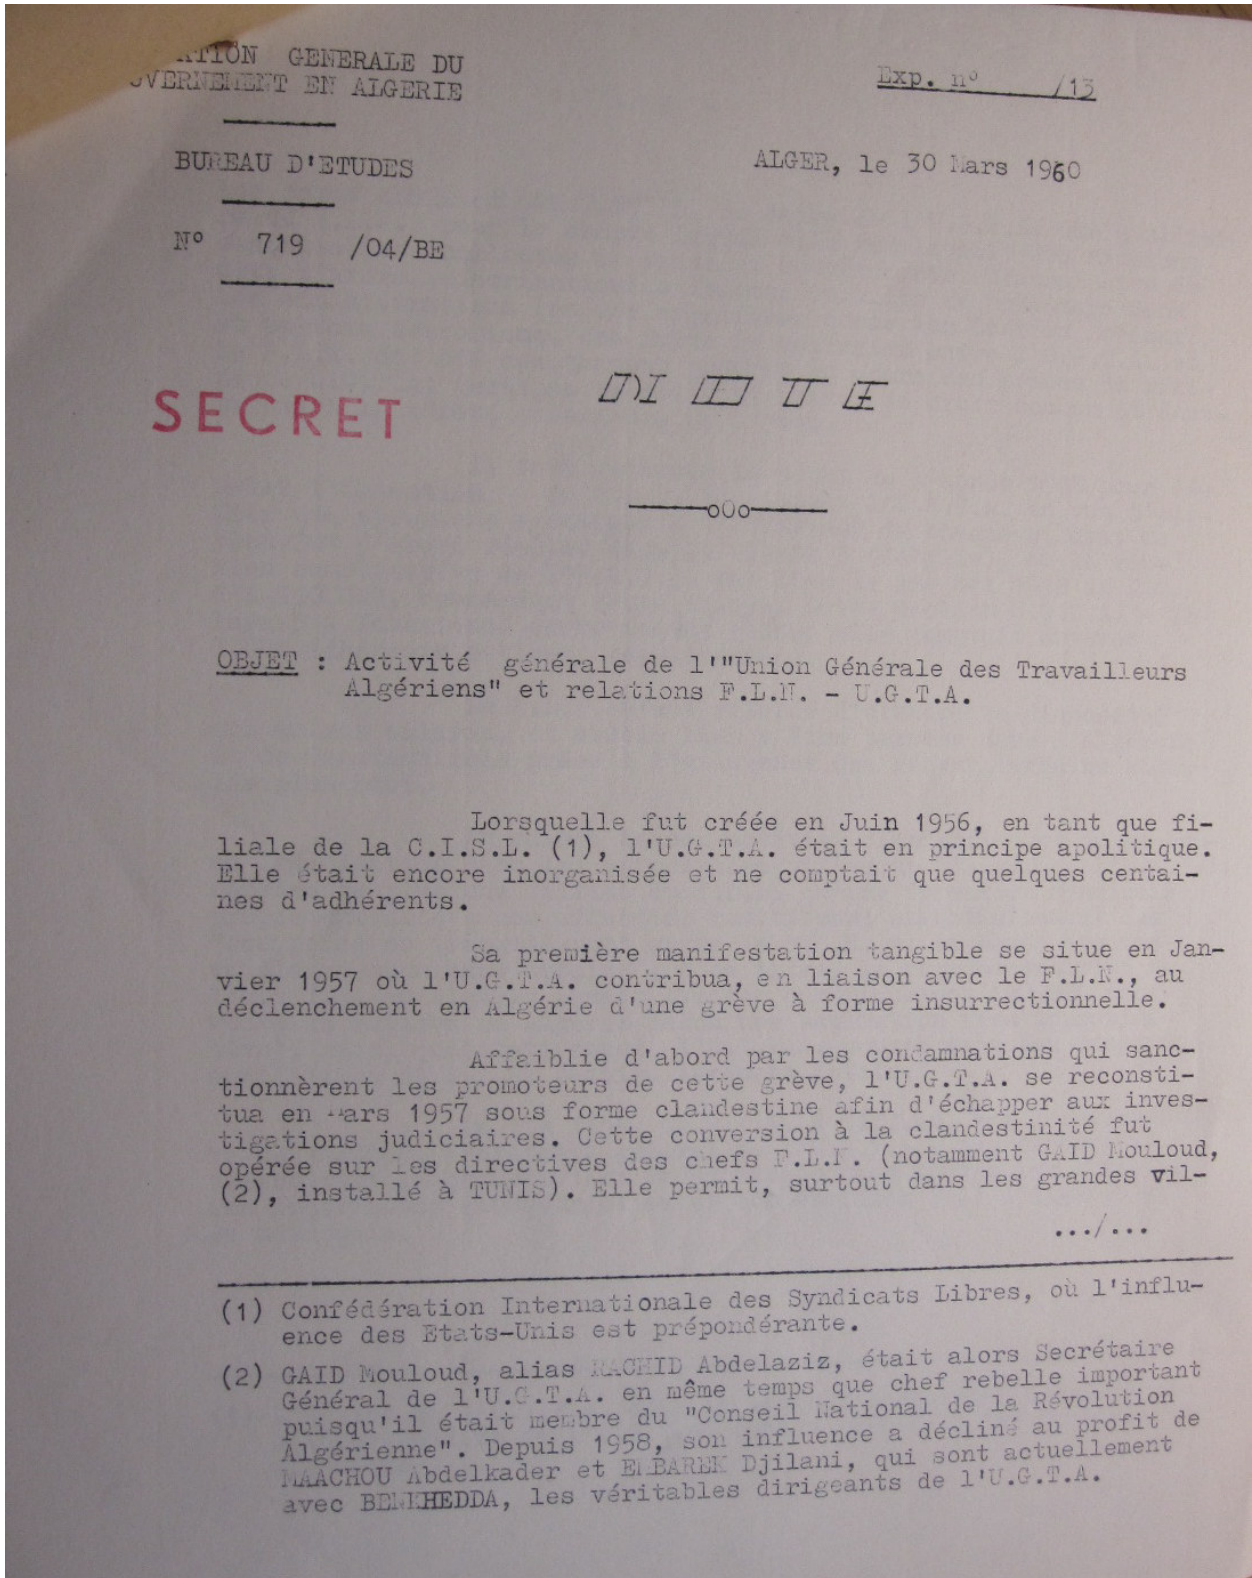 ATION GENERALE DU
OUVERNEMENT EN ALGERIE
Exp. n° /13
BUREAU D'ETUDES
ALGER, le 30 Mars 1960
N° 719 /04/BE
SECRET
NOTE
oOo
OBJET : Activité générale de l'"Union Générale des Travailleurs
Algériens" et relations F.L.N. - U.G.T.A.
Lorsquelle fut créée en Juin 1956, en tant que fi-
liale de la C.I.S.L. (1), l'U.G.T.A. était en principe apolitique.
Elle était encore inorganisée et ne comptait que quelques centai-
nes d'adhérents.
Sa première manifestation tangible se situe en Jan-
vier 1957 où l'U.G.T.A. contribua, en liaison avec le F.L.N., au
déclenchement en Algérie d'une grève à forme insurrectionnelle.
Affaiblie d'abord par les condamnations qui sanc-
tionnèrent les promoteurs de cette grève, l'U.G.T.A. se reconsti-
tua en Mars 1957 sous forme clandestine afin d'échapper aux inves-
tigations judiciaires. Cette conversion à la clandestinité fut
opérée sur les directives des chefs F.L.N. (notamment GAID Mouloud,
(2), installé à TUNIS). Elle permit, surtout dans les grandes vil-
.../...
(1) Confédération Internationale des Syndicats Libres, où l'influ-
ence des Etats-Unis est prépondérante.
(2) GAID Mouloud, alias RACHID Abdelaziz, était alors Secrétaire
Général de l'U.G.T.A. en même temps que chef rebelle important
puisqu'il était membre du "Conseil National de la Révolution
Algérienne". Depuis 1958, son influence a décliné au profit de
MAACHOU Abdelkader et EMBAREK Djilani, qui sont actuellement
avec BENKHEDDA, les véritables dirigeants de l'U.G.T.A.